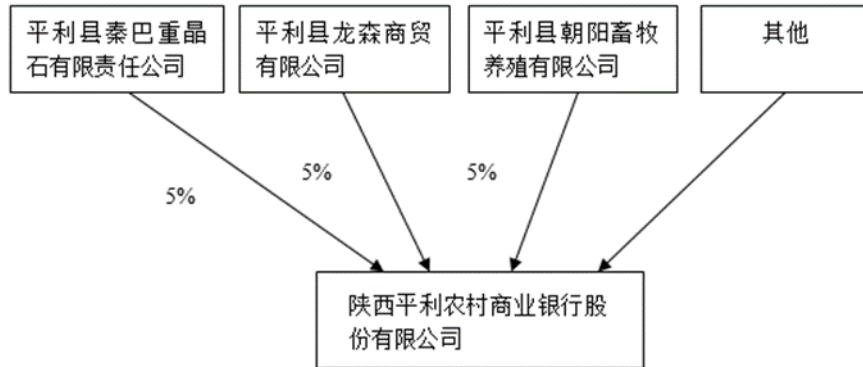 平利县秦巴重晶
石有限责任公司
平利县龙森商贸
有限公司
平利县朝阳畜牧
养殖有限公司
其他
5%
5%
5%
陕西平利农村商业银行股
份有限公司